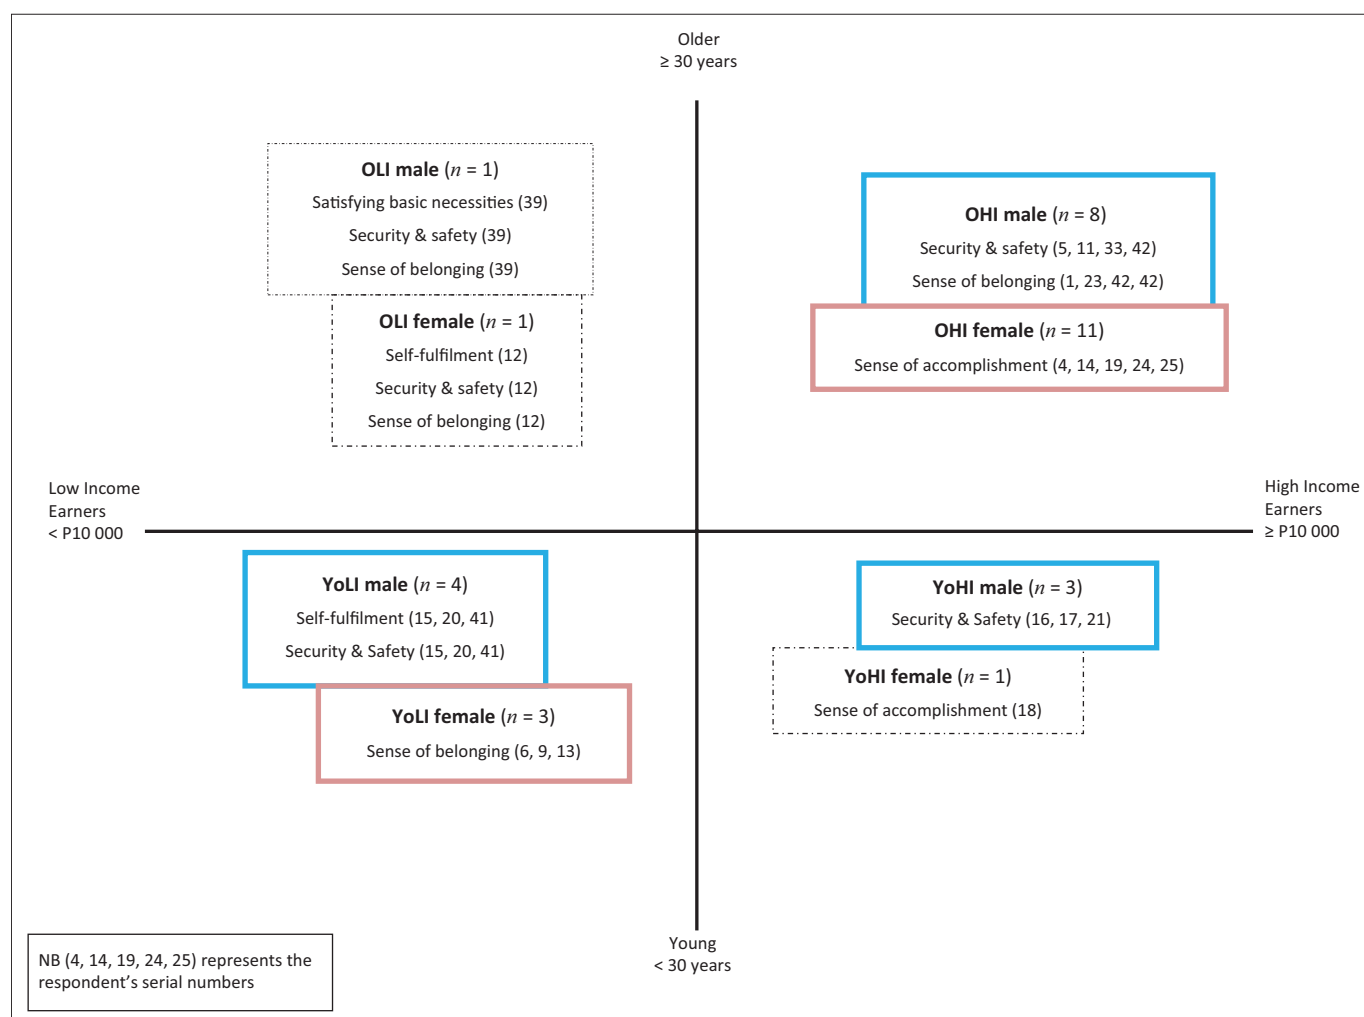 Older
≥ 30 years
OLI male (n = 1)
Satisfying basic necessities (39)
Security & safety (39)
Sense of belonging (39)
OLI female (n = 1)
Self-fulfilment (12)
Security & safety (12)
Sense of belonging (12)
OHI male (n = 8)
Security & safety (5, 11, 33, 42)
Sense of belonging (1, 23, 42, 42)
OHI female (n = 11)
Sense of accomplishment (4, 14, 19, 24, 25)
Low Income
Earners
< P10 000
High Income
Earners
≥ P10 000
YoLI male (n = 4)
Self-fulfilment (15, 20, 41)
Security & Safety (15, 20, 41)
YoLI female (n = 3)
Sense of belonging (6, 9, 13)
YoHI male (n = 3)
Security & Safety (16, 17, 21)
YoHI female (n = 1)
Sense of accomplishment (18)
Young
< 30 years
NB (4, 14, 19, 24, 25) represents the
respondent’s serial numbers